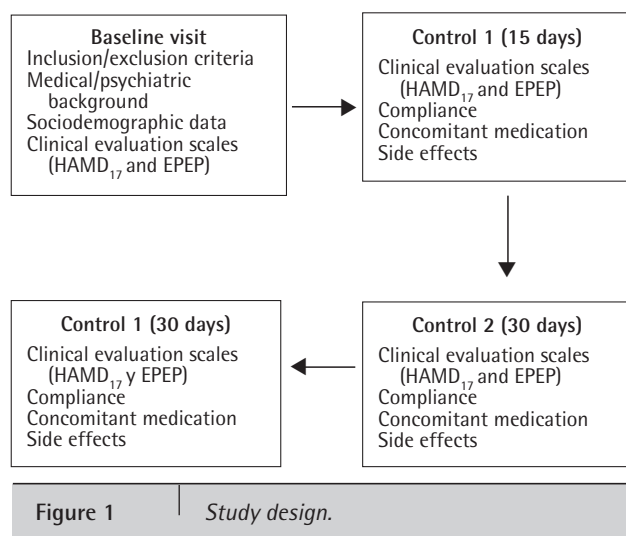 Baseline visit
Inclusion/exclusion criteria
Medical/psychiatric
background
Sociodemographic data
Clinical evaluation scales
(HAMD₁₇ and EPEP)
Control 1 (15 days)
Clinical evaluation scales
(HAMD₁₇ and EPEP)
Compliance
Concomitant medication
Side effects
Control 2 (30 days)
Clinical evaluation scales
(HAMD₁₇ and EPEP)
Compliance
Concomitant medication
Side effects
Control 1 (30 days)
Clinical evaluation scales
(HAMD₁₇ y EPEP)
Compliance
Concomitant medication
Side effects
Figure 1 Study design.